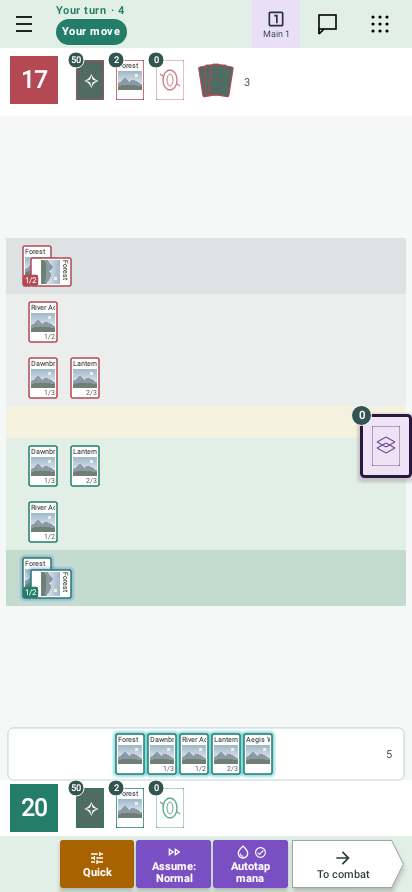 Your turn · 4
Your move
1
Main 1
17
50
2
Forest
0
3
Forest
Forest
1/2
River Ac
1/2
Dawnbr
1/3
Lantern
2/3
0
Dawnbr
1/3
Lantern
2/3
River Ac
1/2
Forest
Forest
1/2
Forest
Dawnbr
1/3
River Ac
1/2
Lantern
2/3
Aegis
5
20
50
2
Forest
0
Quick
Assume:
Normal
Autotap
mana
To combat